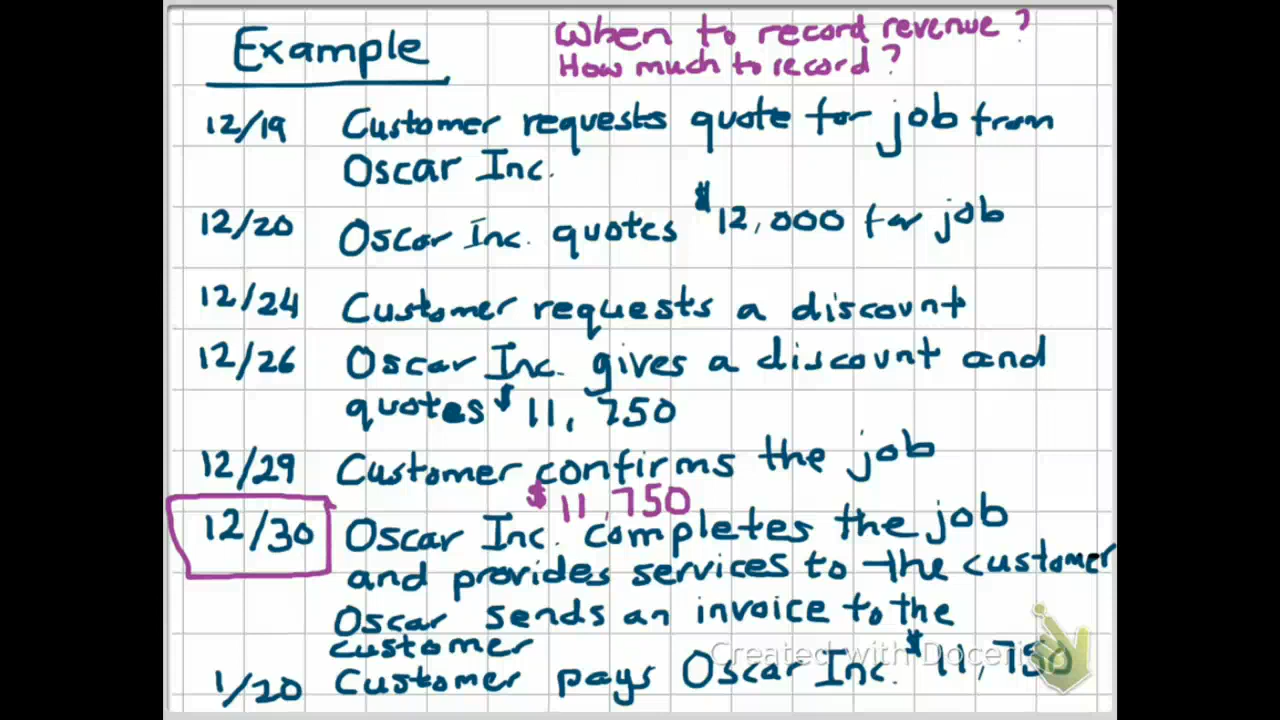 Example
When to record revenue?
How much to record?
12/19 Customer requests quote for job from
Oscar Inc.
12/20 Oscar Inc. quotes $12,000 for job
12/24 Customer requests a discount
12/26 Oscar Inc. gives a discount and
quotes $11,750
12/29 Customer confirms the job
$11,750
12/30 Oscar Inc. completes the job
and provides services to the customer
Oscar sends an invoice to the
customer
Created with Doceri
1/20 Customer pays Oscar Inc. $11,750